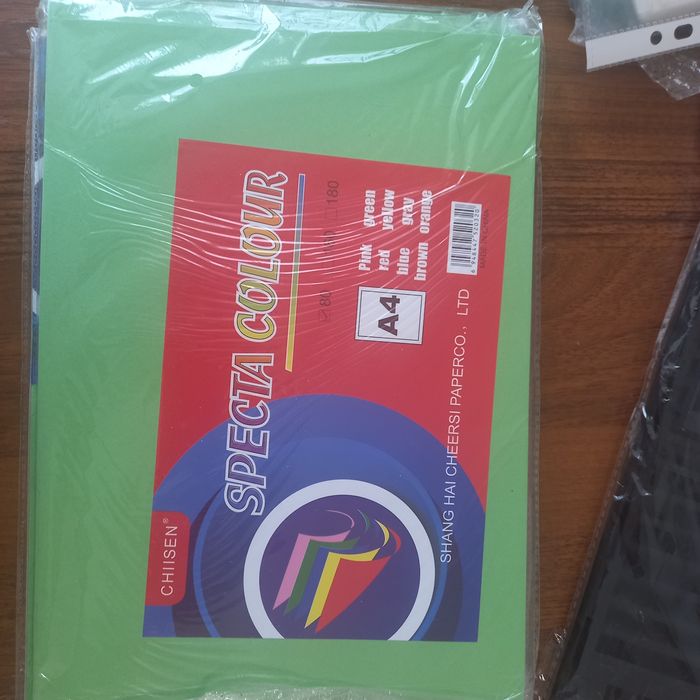 CHIISEN®
SPECTA COLOUR
80
180
Pink green
red yellow
blue gray
brown orange
A4
SHANG HAI CHEERSI PAPERCO., LTD